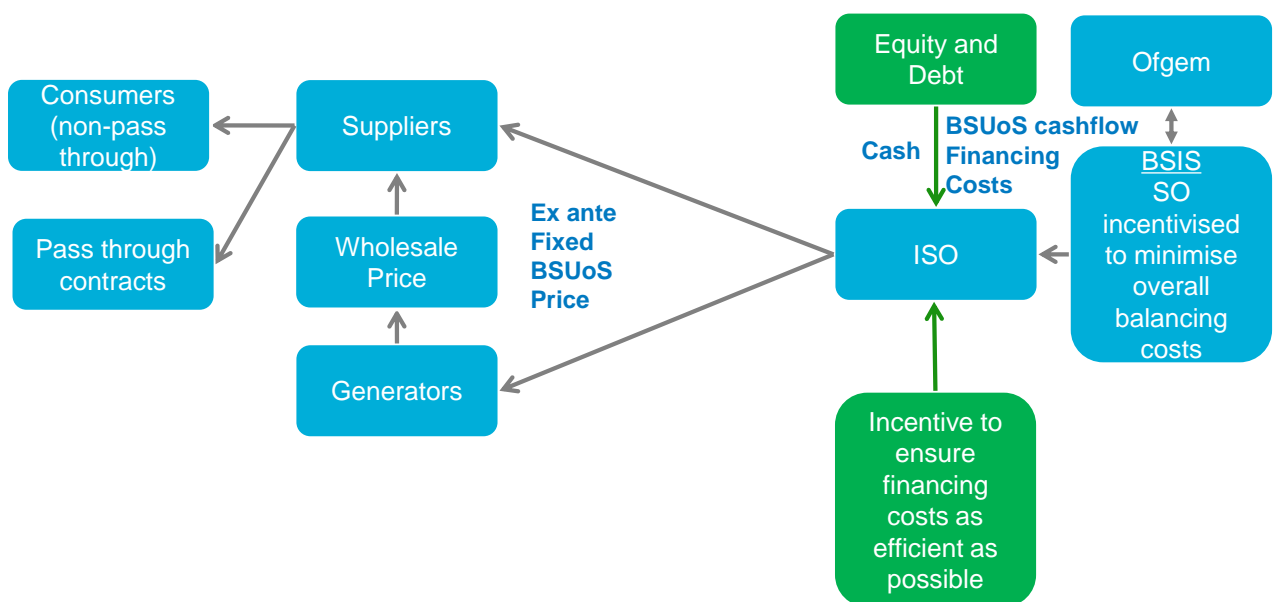 Equity and
Debt
Ofgem
Consumers
(non-pass
through)
Suppliers
Cash
BSUoS cashflow
Financing
Costs
BSIS
SO
incentivised
to minimise
overall
balancing
costs
Pass through
contracts
Wholesale
Price
Ex ante
Fixed
BSUoS
Price
ISO
Generators
Incentive to
ensure
financing
costs as
efficient as
possible